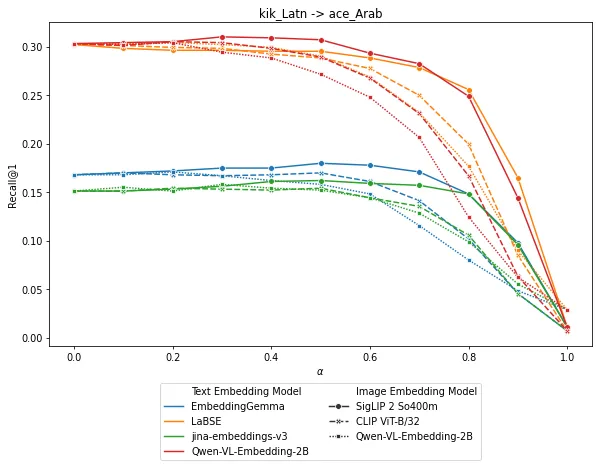 kik_Latn -> ace_Arab
Recall@1
0.30
0.25
0.20
0.15
0.10
0.05
0.00
0.0 0.2 0.4 0.6 0.8 1.0
α
Text Embedding Model Image Embedding Model
EmbeddingGemma SigLIP 2 So400m
LaBSE CLIP ViT-B/32
jina-embeddings-v3 Qwen-VL-Embedding-2B
Qwen-VL-Embedding-2B